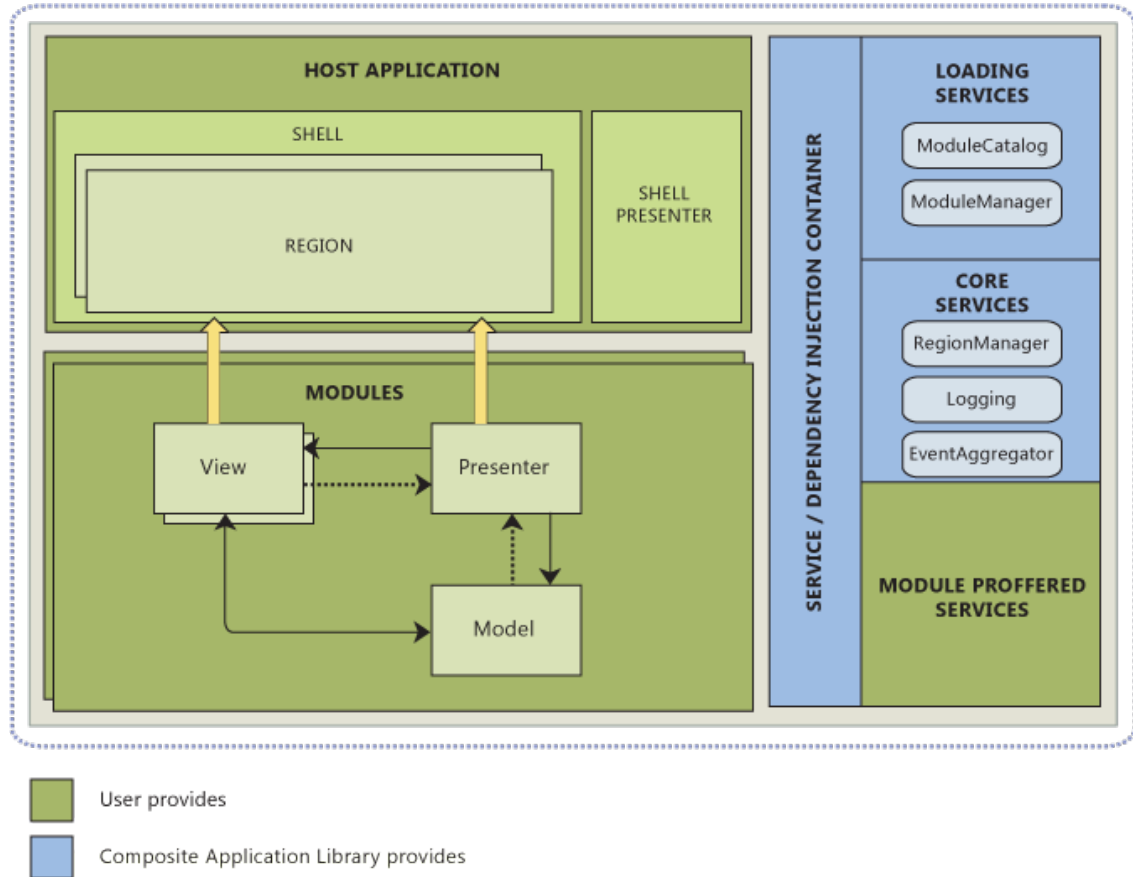 HOST APPLICATION
SHELL
REGION
SHELL
PRESENTER
MODULES
View
Presenter
Model
SERVICE / DEPENDENCY INJECTION CONTAINER
LOADING
SERVICES
ModuleCatalog
ModuleManager
CORE
SERVICES
RegionManager
Logging
EventAggregator
MODULE PROFFERED
SERVICES
User provides
Composite Application Library provides